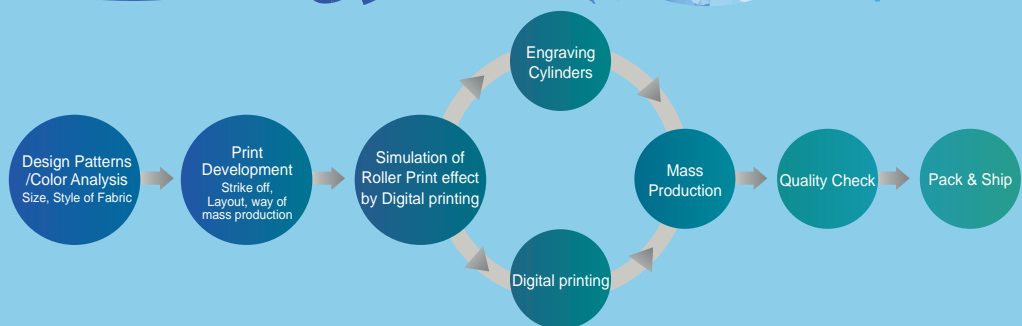 Design Patterns
/Color Analysis
Size, Style of Fabric
Print
Development
Strike off,
Layout, way of
mass production
Simulation of
Roller Print effect
by Digital printing
Engraving
Cylinders
Digital printing
Mass
Production
Quality Check
Pack & Ship